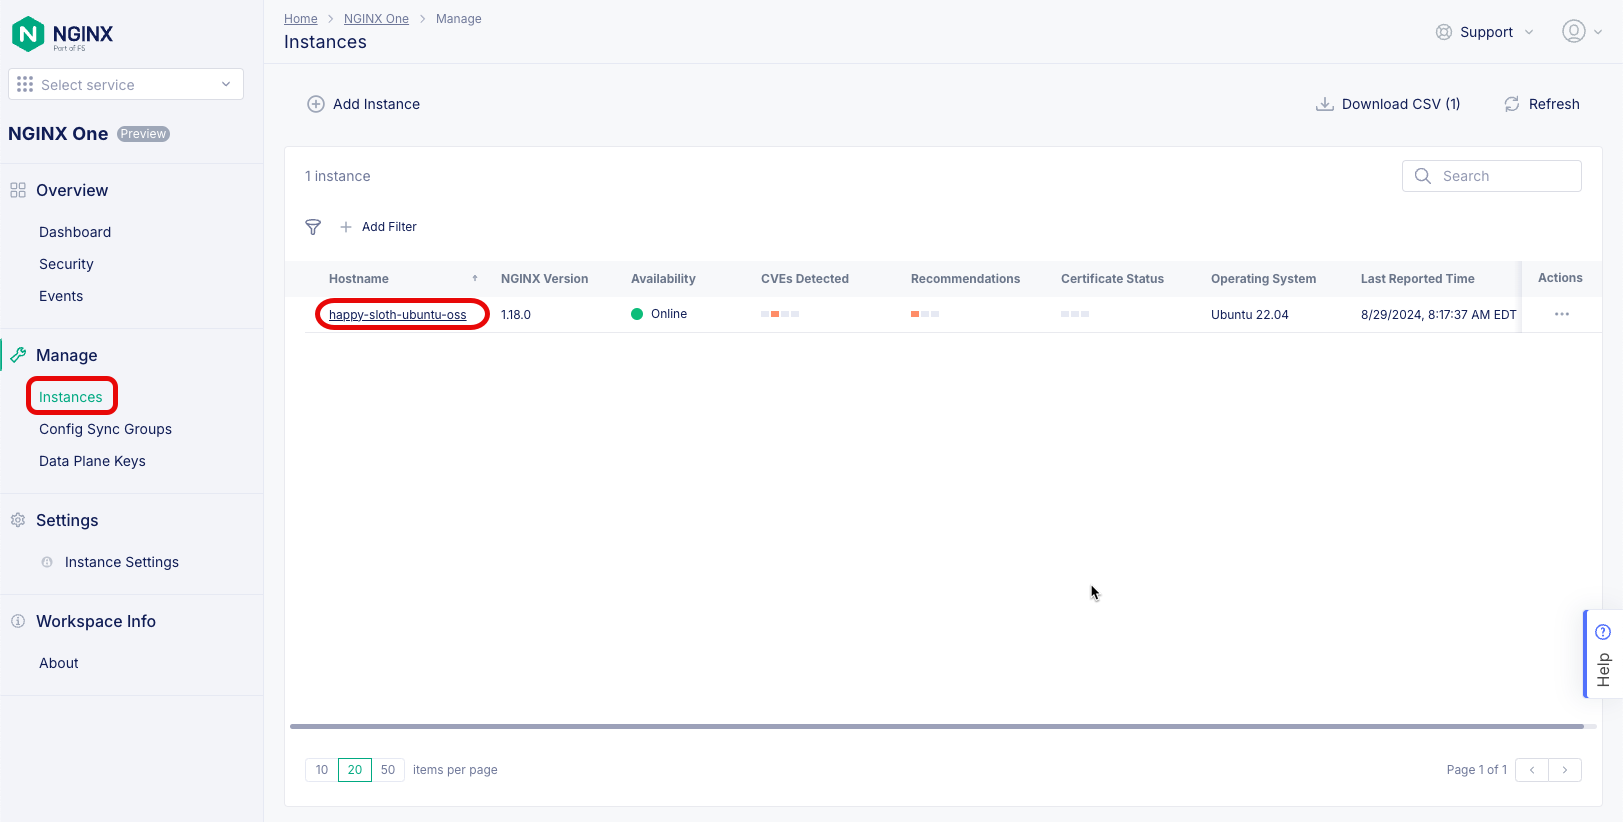 NGINX
Part of F5
Select service
NGINX One Preview
Overview
Dashboard
Security
Events
Manage
Instances
Config Sync Groups
Data Plane Keys
Settings
Instance Settings
Workspace Info
About
Home > NGINX One > Manage
Instances
Support
Add Instance
Download CSV (1)
Refresh
1 instance
Search
Add Filter
Hostname NGINX Version Availability CVEs Detected Recommendations Certificate Status Operating System Last Reported Time Actions
happy-sloth-ubuntu-oss 1.18.0 Online Ubuntu 22.04 8/29/2024, 8:17:37 AM EDT ...
Help
10 20 50 items per page
Page 1 of 1